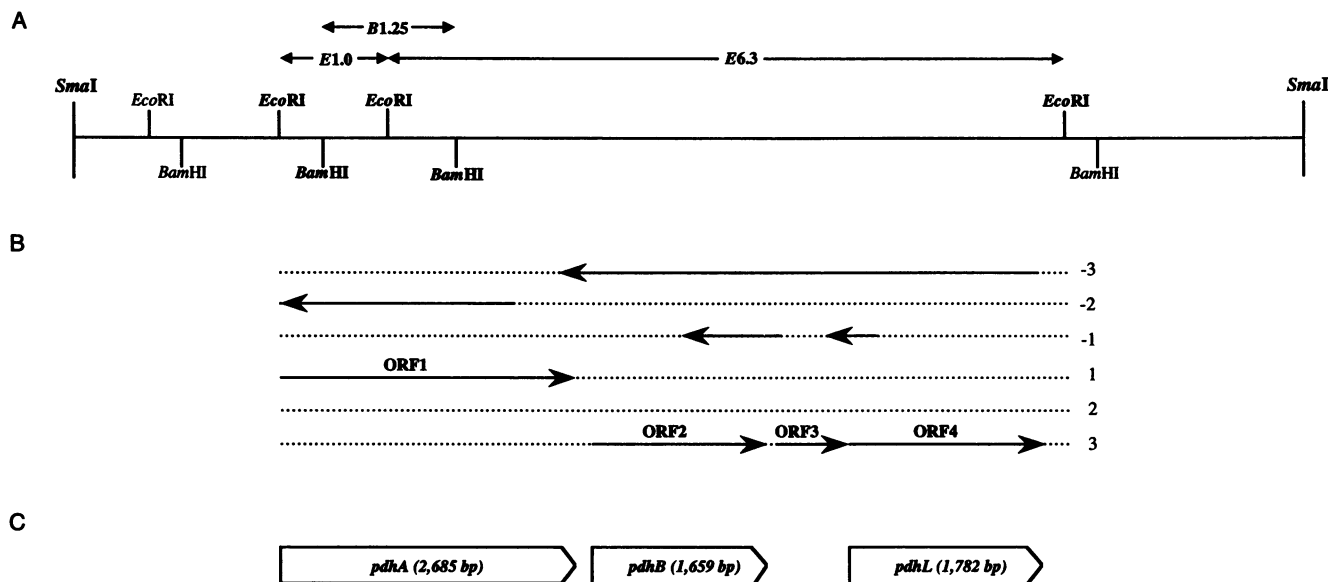 A
B1.25
E1.0
E6.3
SmaI
EcoRI
EcoRI
EcoRI
EcoRI
SmaI
BamHI
BamHI
BamHI
BamHI
B
-3
-2
-1
ORF1
1
2
ORF2
ORF3
ORF4
3
C
pdhA (2,685 bp)
pdhB (1,659 bp)
pdhL (1,782 bp)